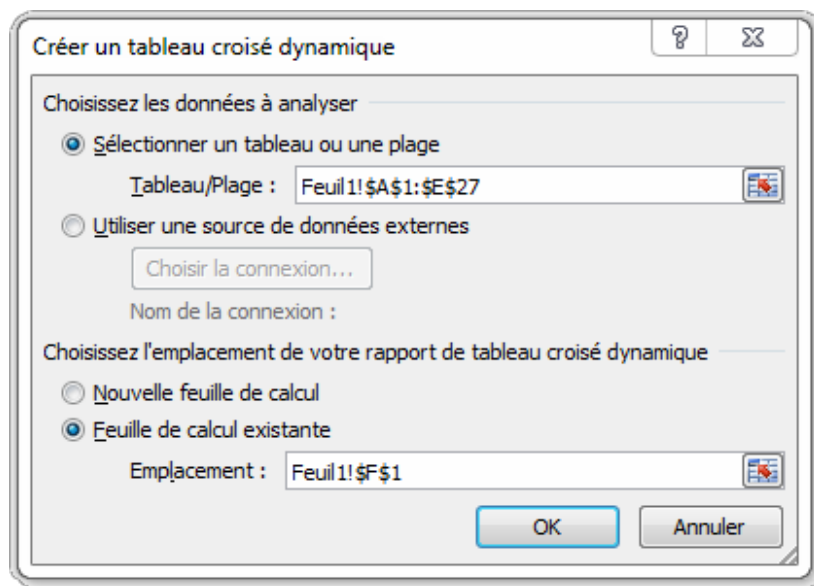 Créer un tableau croisé dynamique
Choisissez les données à analyser
Sélectionner un tableau ou une plage
Tableau/Plage : Feuil1!$A$1:$E$27
Utiliser une source de données externes
Choisir la connexion...
Nom de la connexion :
Choisissez l'emplacement de votre rapport de tableau croisé dynamique
Nouvelle feuille de calcul
Feuille de calcul existante
Emplacement : Feuil1!$F$1
OK Annuler